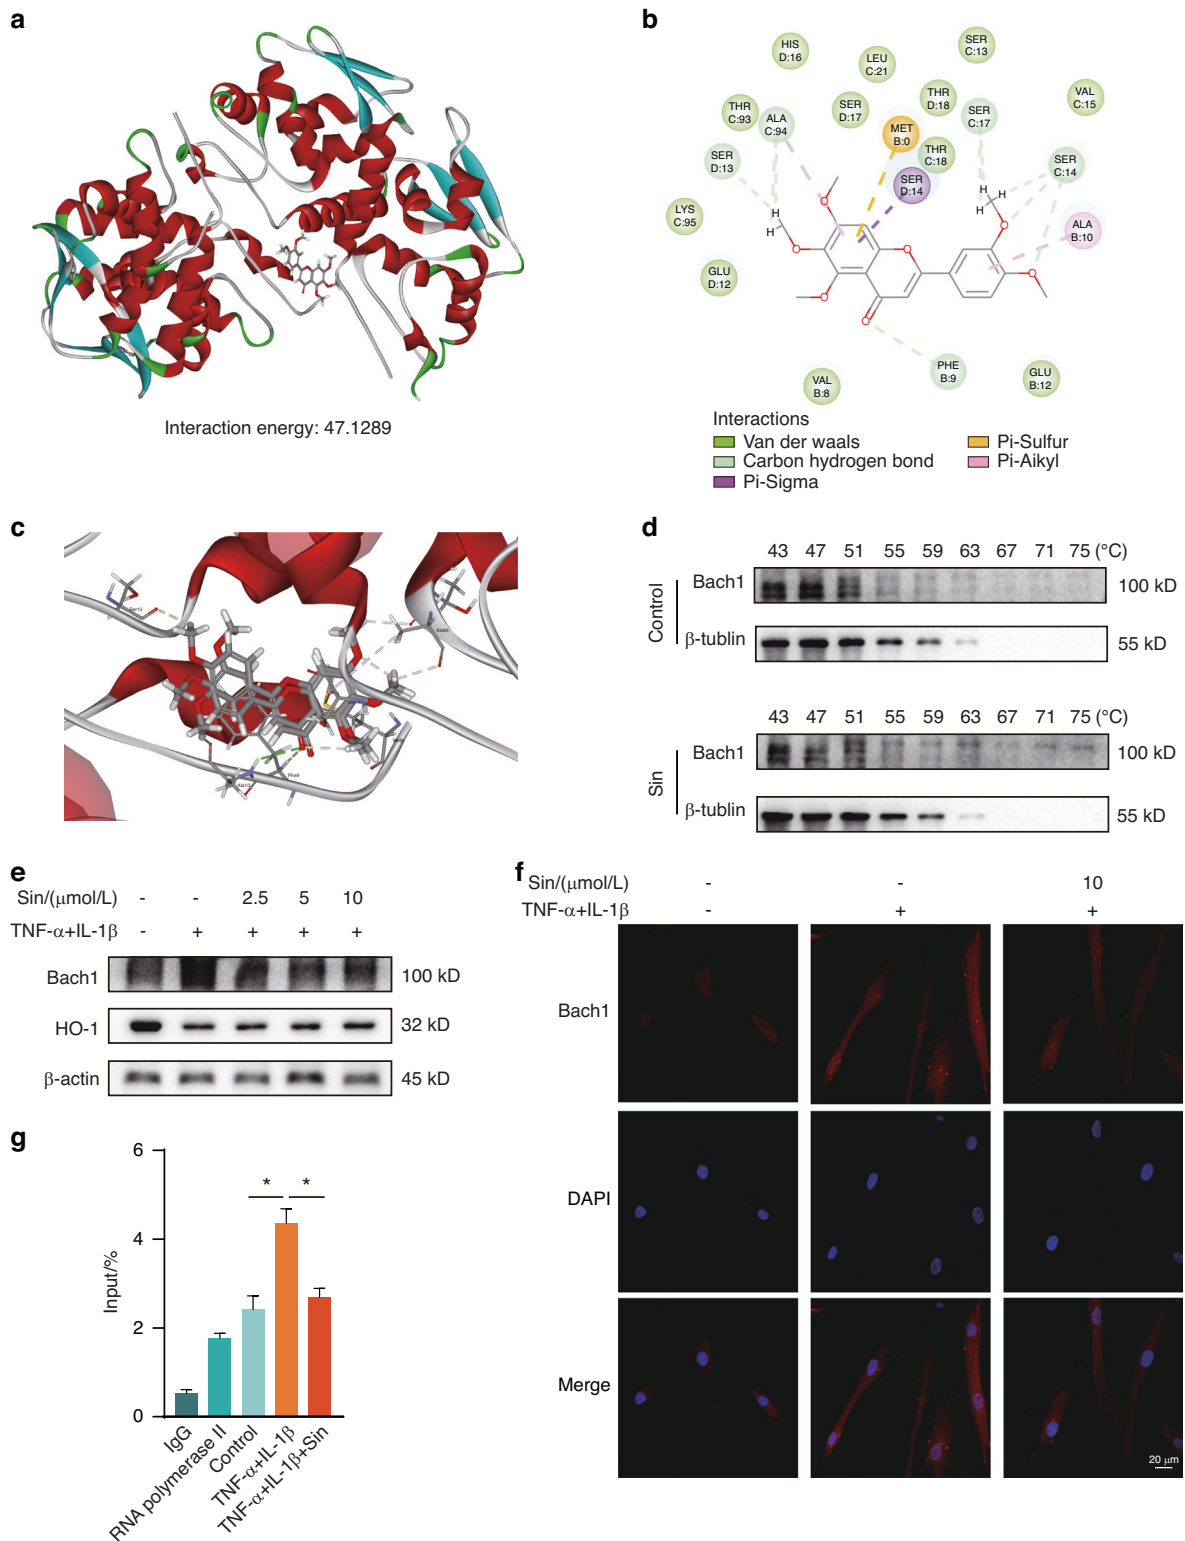 a
Interaction energy: 47.1289
b
HIS
D:16
LEU
C:21
SER
C:13
THR
C:93
ALA
C:94
SER
D:17
THR
D:18
SER
C:17
VAL
C:15
MET
B:0
SER
D:13
THR
C:18
SER
D:14
SER
C:14
LYS
C:95
ALA
B:10
GLU
D:12
PHE
B:9
VAL
B:8
GLU
B:12
H
H
H
H
O
O
O
O
O
O
O
Interactions
Van der waals
Carbon hydrogen bond
Pi-Sigma
Pi-Sulfur
Pi-Aikyl
c
Ser13
Ala94
Phe9
Ala10
d
43 47 51 55 59 63 67 71 75 (°C)
Control
Bach1 100 kD
β-tublin 55 kD
43 47 51 55 59 63 67 71 75 (°C)
Sin
Bach1 100 kD
β-tublin 55 kD
e
Sin/(μmol/L) - - 2.5 5 10
TNF-α+IL-1β - + + + +
Bach1 100 kD
HO-1 32 kD
β-actin 45 kD
f
Sin/(μmol/L) - - 10
TNF-α+IL-1β - + +
Bach1
DAPI
Merge
20 μm
g
Input/%
6
4
2
0
* *
IgG
RNA polymerase II
Control
TNF-α+IL-1β
TNF-α+IL-1β+Sin